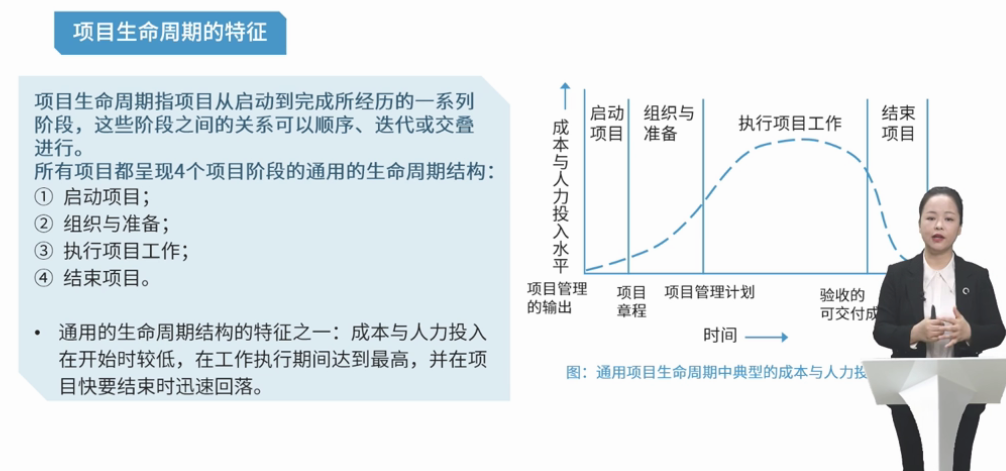 项目生命周期的特征
项目生命周期指项目从启动到完成所经历的一系列
阶段，这些阶段之间的关系可以顺序、迭代或交叠
进行。
所有项目都呈现4个项目阶段的通用的生命周期结构：
① 启动项目；
② 组织与准备；
③ 执行项目工作；
④ 结束项目。
• 通用的生命周期结构的特征之一：成本与人力投入
在开始时较低，在工作执行期间达到最高，并在项
目快要结束时迅速回落。
成本与人力投入水平
启动
项目
组织与
准备
执行项目工作
结束
项目
项目管理
的输出
项目
章程
项目管理计划
验收的
可交付成
时间
图：通用项目生命周期中典型的成本与人力投